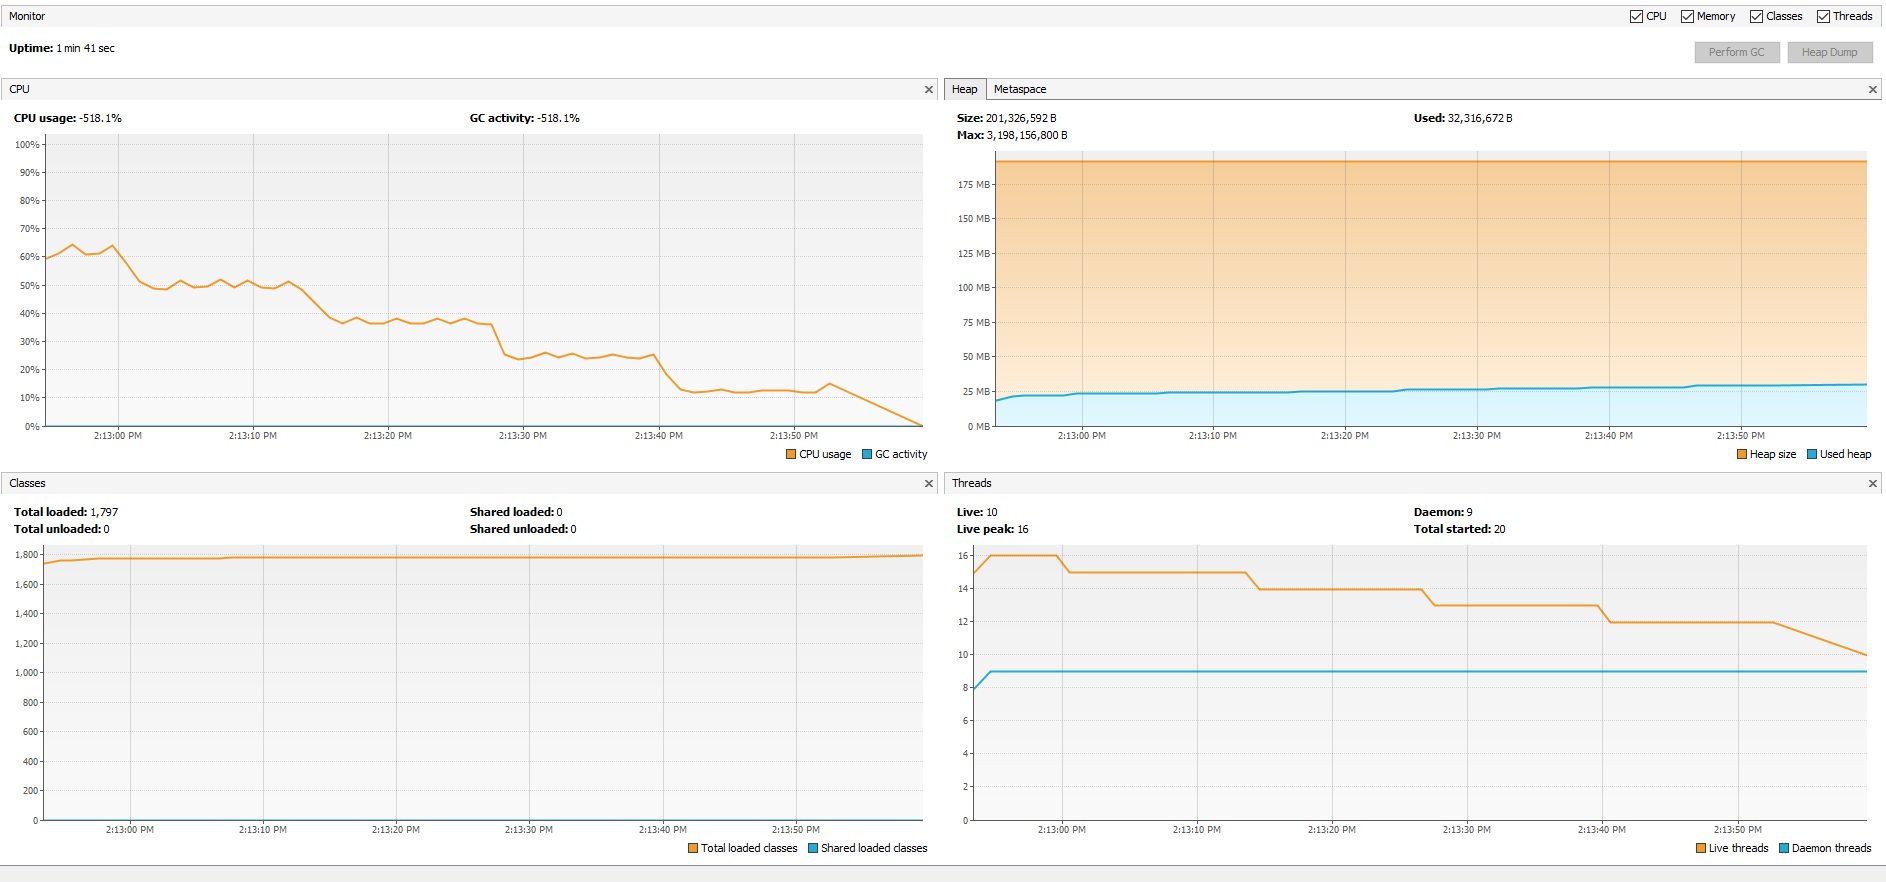 Monitor
CPU Memory Classes Threads
Uptime: 1 min 41 sec
Perform GC Heap Dump
CPU
CPU usage: -518.1% GC activity: -518.1%
100%
90%
80%
70%
60%
50%
40%
30%
20%
10%
0%
2:13:00 PM 2:13:10 PM 2:13:20 PM 2:13:30 PM 2:13:40 PM 2:13:50 PM
CPU usage GC activity
Heap Metaspace
Size: 201,326,592 B Used: 32,316,672 B
Max: 3,198,156,800 B
175 MB
150 MB
125 MB
100 MB
75 MB
50 MB
25 MB
0 MB
2:13:00 PM 2:13:10 PM 2:13:20 PM 2:13:30 PM 2:13:40 PM 2:13:50 PM
Heap size Used heap
Classes
Total loaded: 1,797 Shared loaded: 0
Total unloaded: 0 Shared unloaded: 0
1,800
1,600
1,400
1,200
1,000
800
600
400
200
0
2:13:00 PM 2:13:10 PM 2:13:20 PM 2:13:30 PM 2:13:40 PM 2:13:50 PM
Total loaded classes Shared loaded classes
Threads
Live: 10 Daemon: 9
Live peak: 16 Total started: 20
16
14
12
10
8
6
4
2
0
2:13:00 PM 2:13:10 PM 2:13:20 PM 2:13:30 PM 2:13:40 PM 2:13:50 PM
Live threads Daemon threads